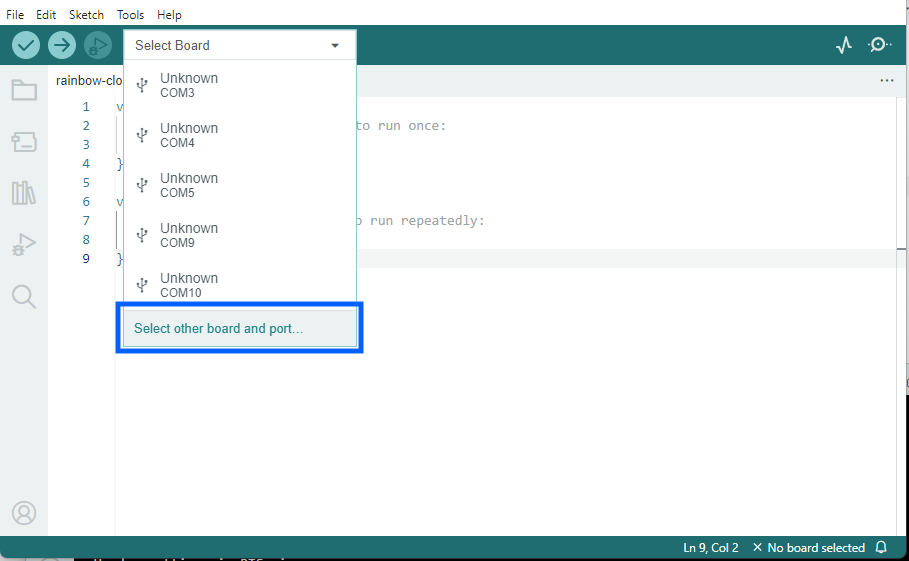 File Edit Sketch Tools Help
Select Board
rainbow-clo
Unknown
COM3
Unknown
COM4
Unknown
COM5
Unknown
COM9
Unknown
COM10
Select other board and port...
1 v
2 to run once:
3
4 }
5
6 v
7 o run repeatedly:
8
9 }
Ln 9, Col 2 × No board selected